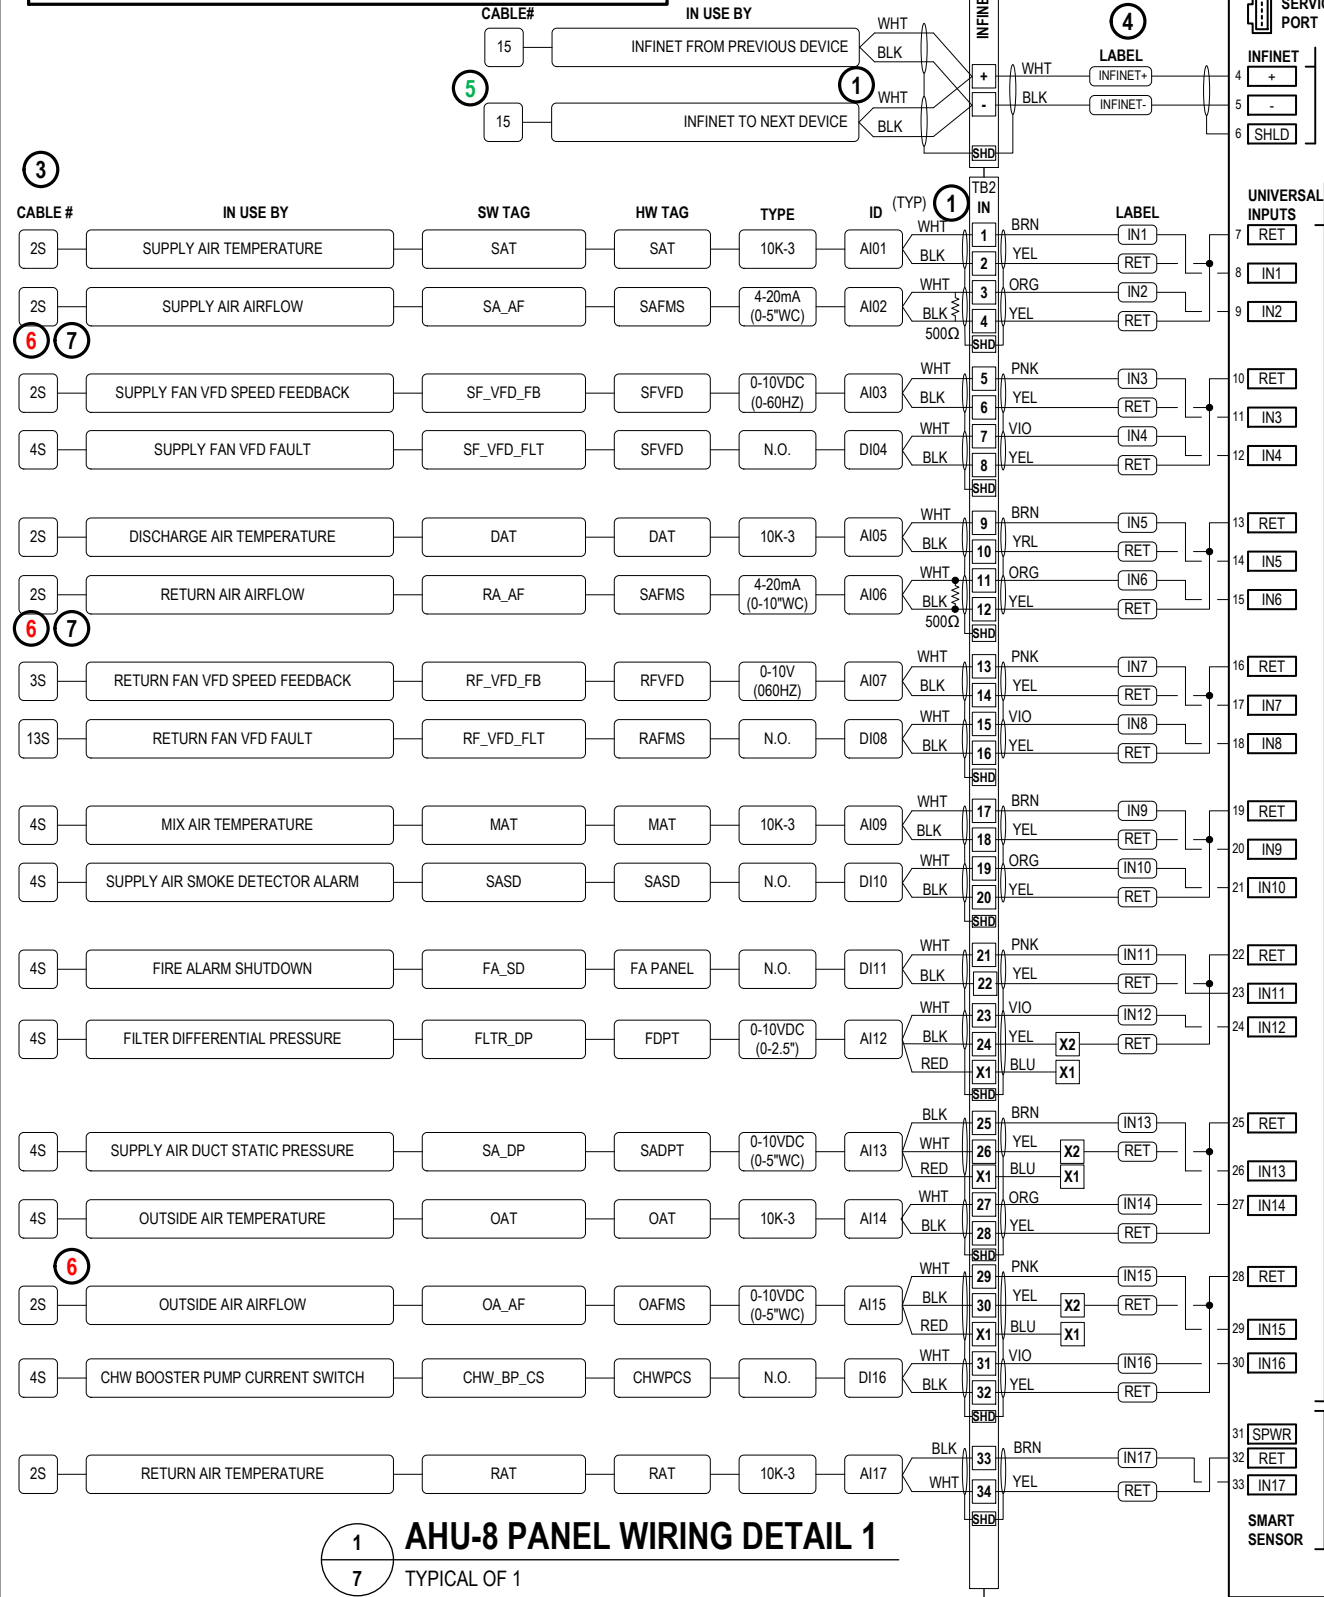 CABLE# IN USE BY
15 INFINET FROM PREVIOUS DEVICE WHT BLK
5
15 INFINET TO NEXT DEVICE 1 WHT BLK
INFINE
+ WHT INFINET+ 4 +
- BLK INFINET- 5 -
6 SHLD
SHD
4
LABEL
SERVIC
PORT
INFINET
3
CABLE # IN USE BY SW TAG HW TAG TYPE ID (TYP) 1 TB2 IN LABEL UNIVERSAL INPUTS
2S SUPPLY AIR TEMPERATURE SAT SAT 10K-3 AI01 WHT 1 BRN IN1 7 RET
BLK 2 YEL RET 8 IN1
2S SUPPLY AIR AIRFLOW SA_AF SAFMS 4-20mA (0-5"WC) AI02 WHT 3 ORG IN2 9 IN2
BLK 4 YEL RET
500Ω SHD
6 7
2S SUPPLY FAN VFD SPEED FEEDBACK SF_VFD_FB SFVFD 0-10VDC (0-60HZ) AI03 WHT 5 PNK IN3 10 RET
BLK 6 YEL RET 11 IN3
4S SUPPLY FAN VFD FAULT SF_VFD_FLT SFVFD N.O. DI04 WHT 7 VIO IN4 12 IN4
BLK 8 YEL RET
SHD
2S DISCHARGE AIR TEMPERATURE DAT DAT 10K-3 AI05 WHT 9 BRN IN5 13 RET
BLK 10 YRL RET 14 IN5
2S RETURN AIR AIRFLOW RA_AF SAFMS 4-20mA (0-10"WC) AI06 WHT 11 ORG IN6 15 IN6
BLK 12 YEL RET
500Ω SHD
6 7
3S RETURN FAN VFD SPEED FEEDBACK RF_VFD_FB RFVFD 0-10V (060HZ) AI07 WHT 13 PNK IN7 16 RET
BLK 14 YEL RET 17 IN7
13S RETURN FAN VFD FAULT RF_VFD_FLT RAFMS N.O. DI08 WHT 15 VIO IN8 18 IN8
BLK 16 YEL RET
SHD
4S MIX AIR TEMPERATURE MAT MAT 10K-3 AI09 WHT 17 BRN IN9 19 RET
BLK 18 YEL RET 20 IN9
4S SUPPLY AIR SMOKE DETECTOR ALARM SASD SASD N.O. DI10 WHT 19 ORG IN10 21 IN10
BLK 20 YEL RET
SHD
4S FIRE ALARM SHUTDOWN FA_SD FA PANEL N.O. DI11 WHT 21 PNK IN11 22 RET
BLK 22 YEL RET 23 IN11
4S FILTER DIFFERENTIAL PRESSURE FLTR_DP FDPT 0-10VDC (0-2.5") AI12 WHT 23 VIO IN12 24 IN12
BLK 24 YEL X2 RET
RED X1 BLU X1
SHD
4S SUPPLY AIR DUCT STATIC PRESSURE SA_DP SADPT 0-10VDC (0-5"WC) AI13 BLK 25 BRN IN13 25 RET
WHT 26 YEL X2 RET
RED X1 BLU X1 26 IN13
4S OUTSIDE AIR TEMPERATURE OAT OAT 10K-3 AI14 WHT 27 ORG IN14 27 IN14
BLK 28 YEL RET
SHD
6
2S OUTSIDE AIR AIRFLOW OA_AF OAFMS 0-10VDC (0-5"WC) AI15 WHT 29 PNK IN15 28 RET
BLK 30 YEL X2 RET
RED X1 BLU X1 29 IN15
4S CHW BOOSTER PUMP CURRENT SWITCH CHW_BP_CS CHWPCS N.O. DI16 WHT 31 VIO IN16 30 IN16
BLK 32 YEL RET
SHD
31 SPWR
2S RETURN AIR TEMPERATURE RAT RAT 10K-3 AI17 BLK 33 BRN IN17 32 RET
WHT 34 YEL RET 33 IN17
SHD
SMART
SENSOR
1 AHU-8 PANEL WIRING DETAIL 1
7 TYPICAL OF 1